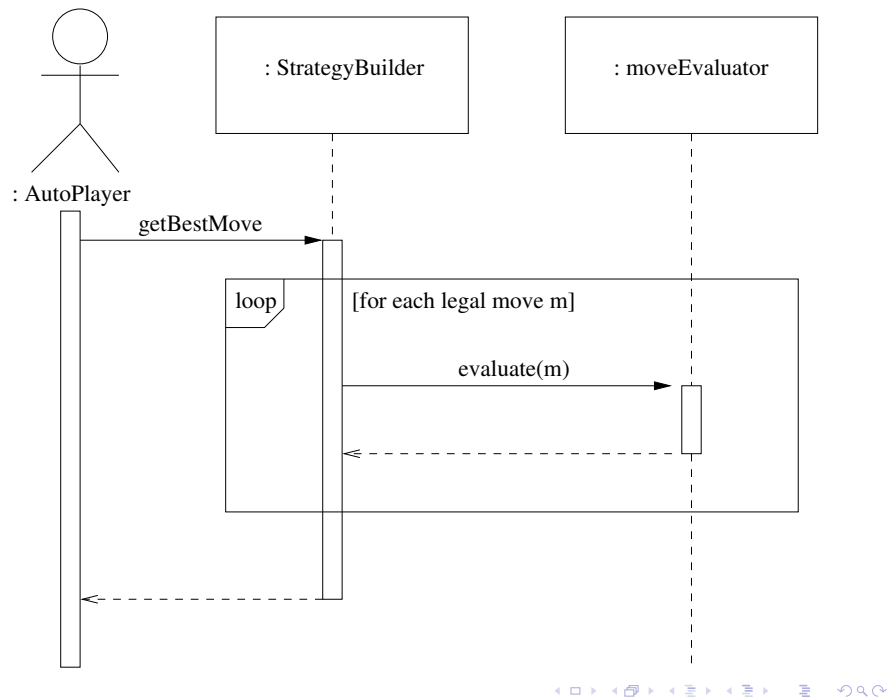 : StrategyBuilder
: moveEvaluator
: AutoPlayer
getBestMove
loop
[for each legal move m]
evaluate(m)